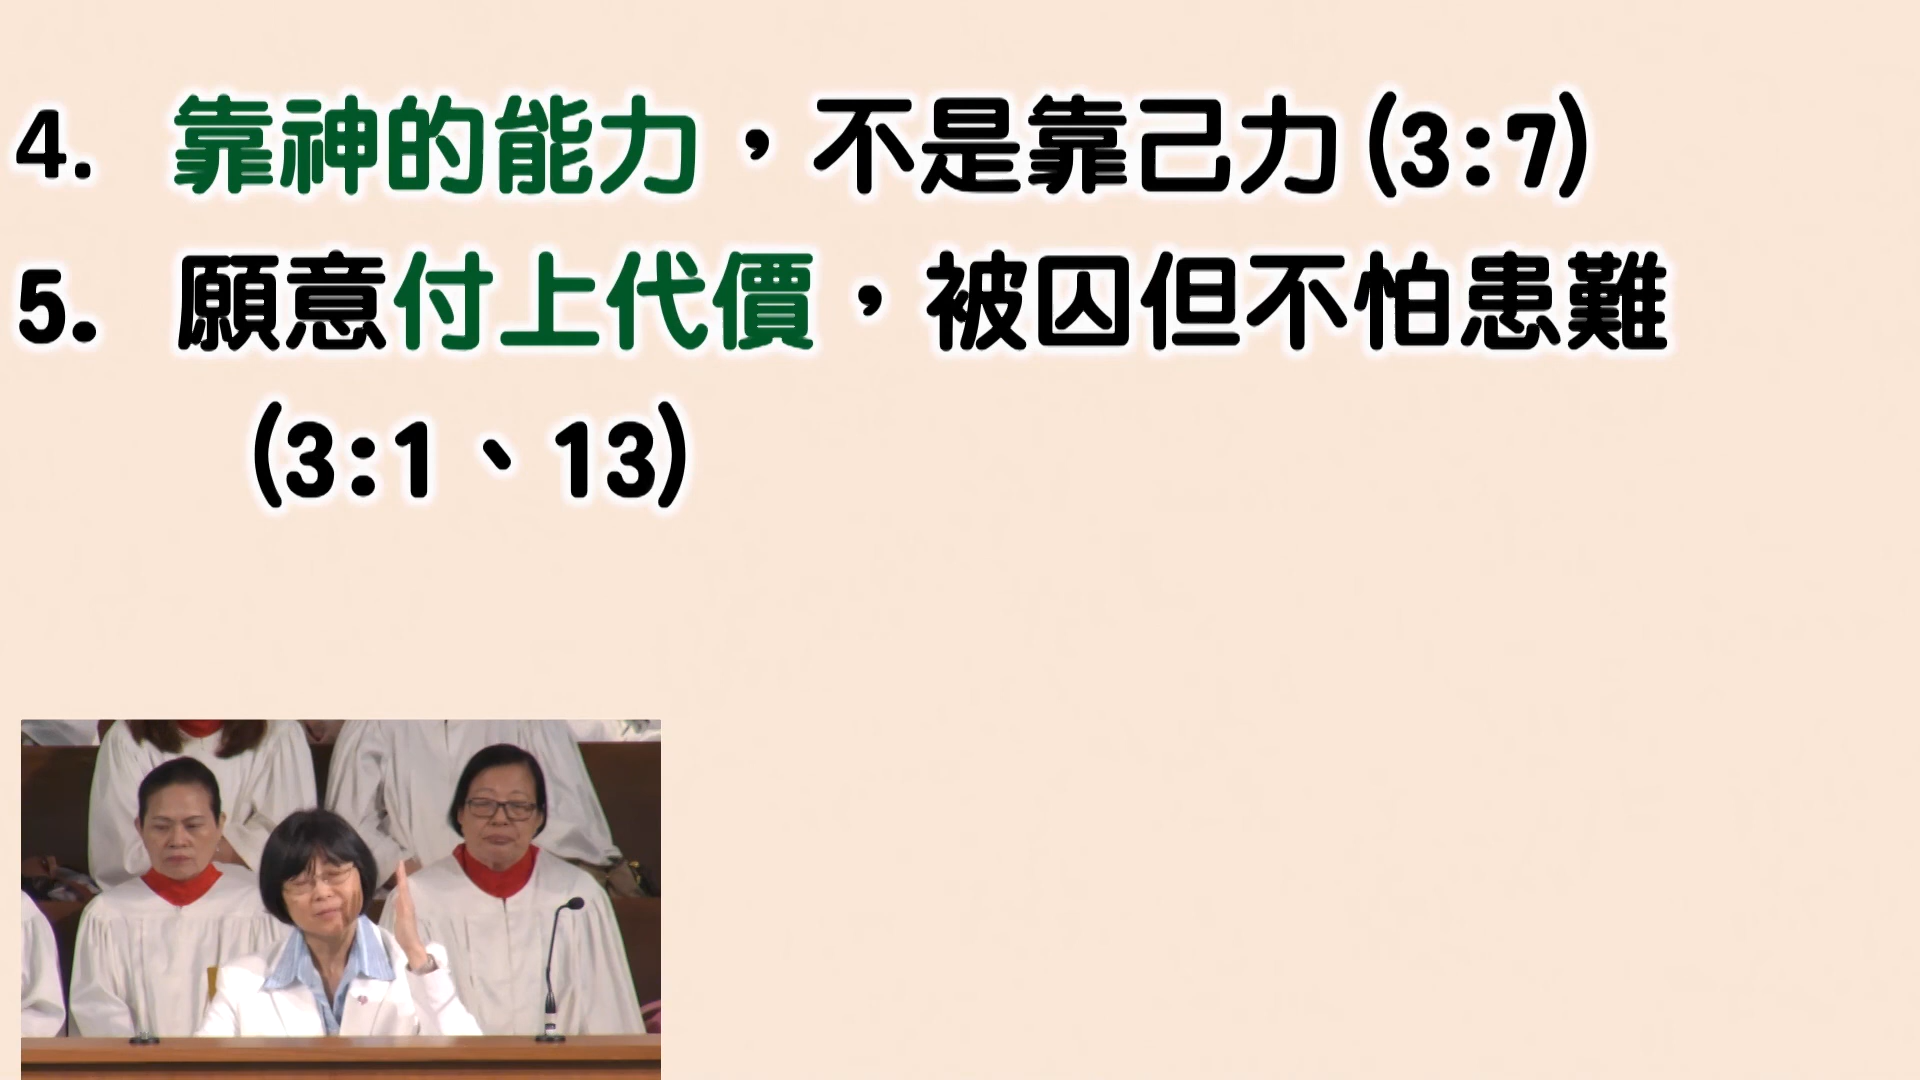 4. 靠神的能力，不是靠己力(3:7)
5. 願意付上代價，被囚但不怕患難
(3:1、13)